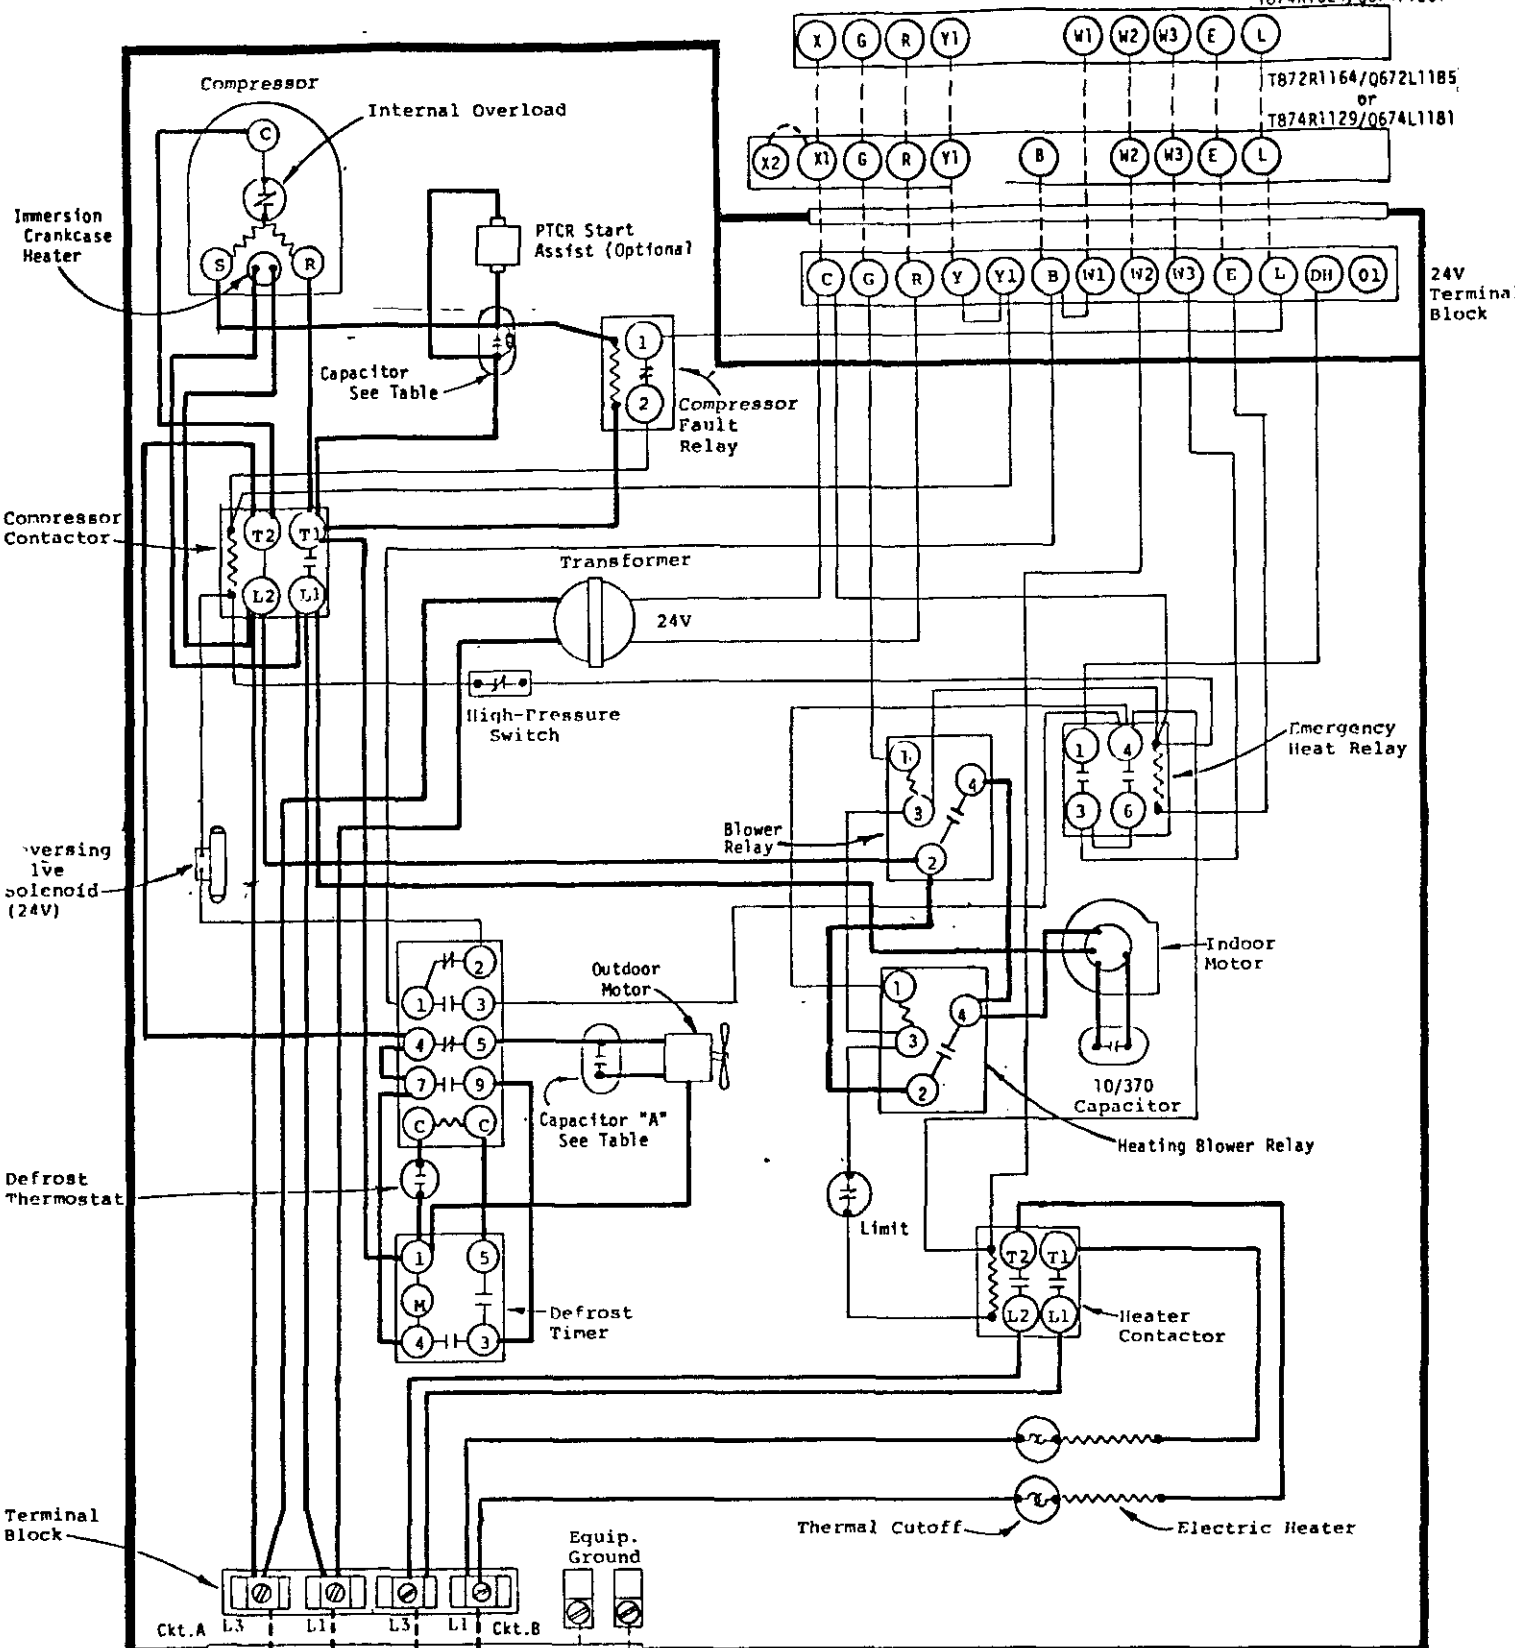 X G R Y1 W1 W2 W3 E L
T872R1164/Q672L1185
or
T874R1129/Q674L1181
X2 X1 G R Y1 B W2 W3 E L
Compressor
Internal Overload
C
Immersion
Crankcase
Heater
S R
PTCR Start
Assist (Optional
C G R Y Y1 B W1 W2 W3 E L DH O1
24V
Terminal
Block
1
2
Capacitor
See Table
Compressor
Fault
Relay
Compressor
Contactor
T2 T1
L2 L1
Transformer
24V
High-Pressure
Switch
Emergency
Heat Relay
1 4
3 6
1
4
3
2
Blower
Relay
versing
lve
Solenoid
(24V)
2
1 3
4 5
7 9
C C
Outdoor
Motor
Capacitor "A"
See Table
1
4
3
2
Indoor
Motor
10/370
Capacitor
Heating Blower Relay
Defrost
Thermostat
Limit
1 5
M
4 3
Defrost
Timer
T2 T1
L2 L1
Heater
Contactor
Thermal Cutoff
Electric Heater
Terminal
Block
Equip.
Ground
Ckt.A L3 L1 L3 L1 Ckt.B